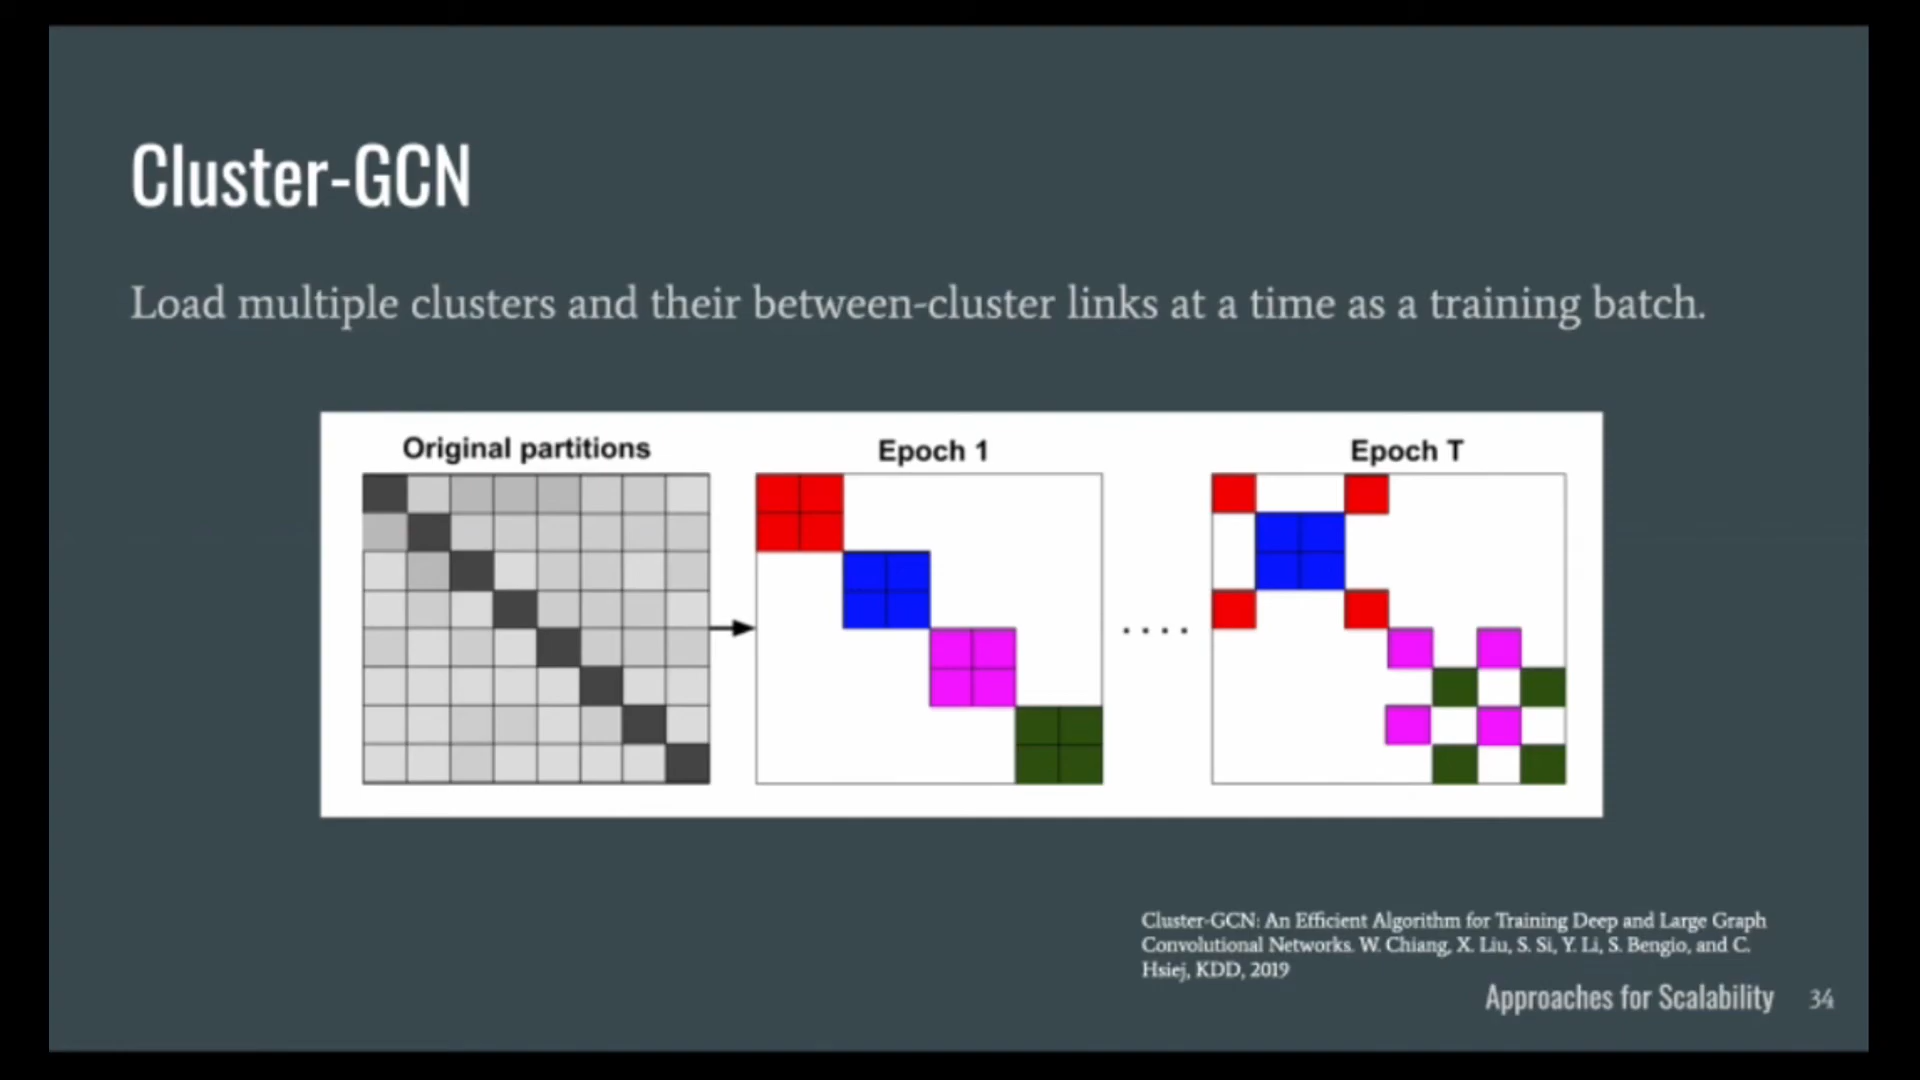 Cluster-GCN
Load multiple clusters and their between-cluster links at a time as a training batch.
Original partitions
Epoch 1
Epoch T
Cluster-GCN: An Efficient Algorithm for Training Deep and Large Graph
Convolutional Networks. W. Chiang, X. Liu, S. Si, Y. Li, S. Bengio, and C.
Hsiej, KDD, 2019
Approaches for Scalability 34